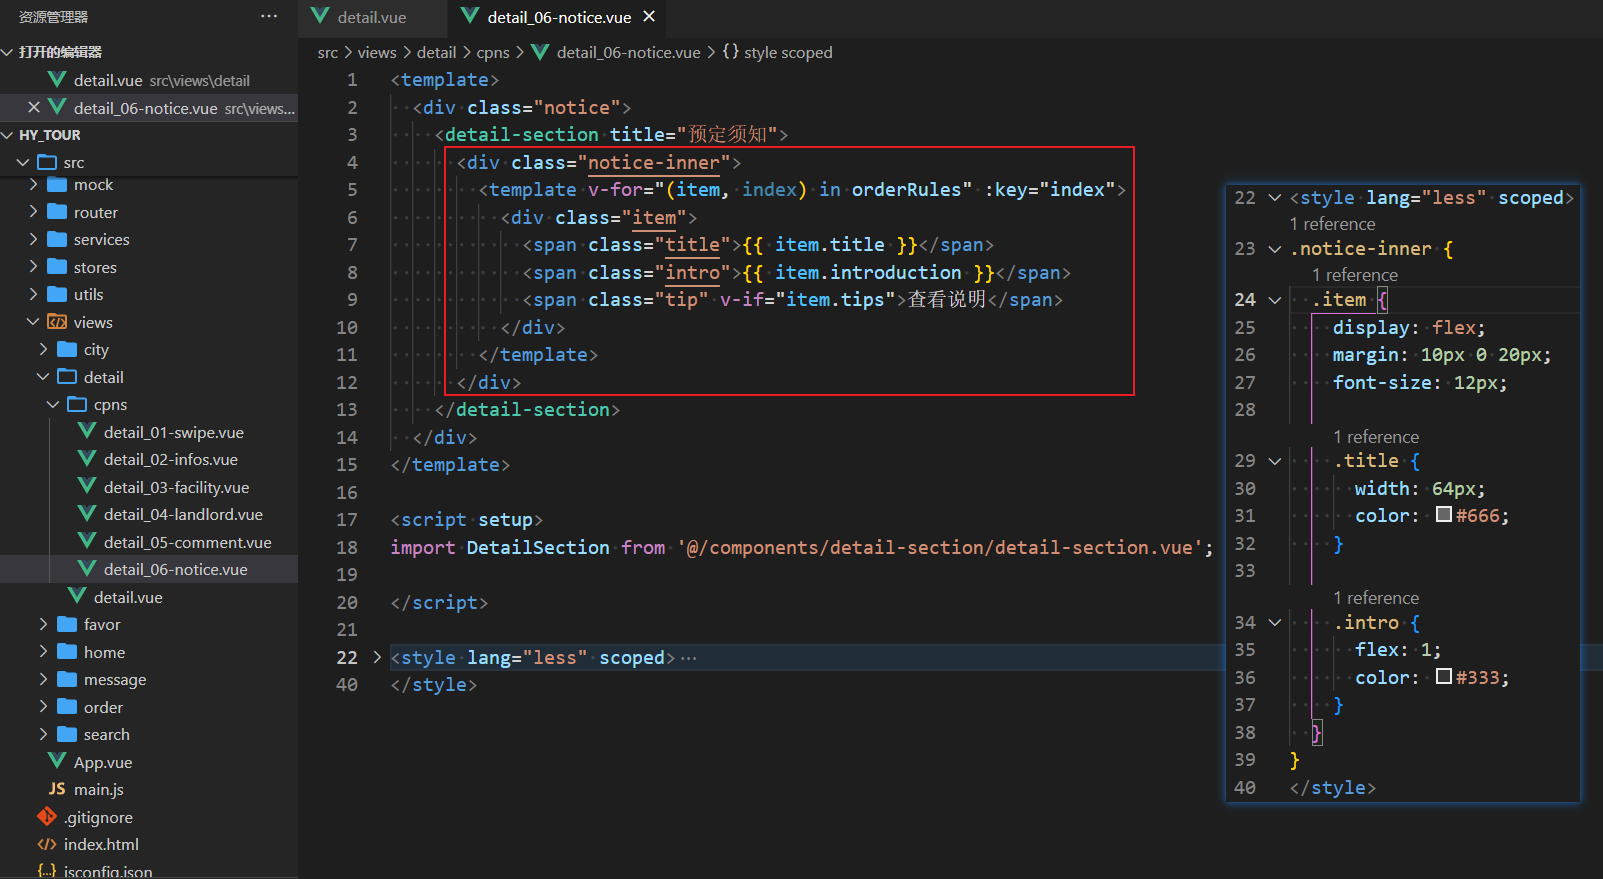 资源管理器
打开的编辑器
detail.vue src\views\detail
detail_06-notice.vue src\views...
HY_TOUR
src
mock
router
services
stores
utils
views
city
detail
cpns
detail_01-swipe.vue
detail_02-infos.vue
detail_03-facility.vue
detail_04-landlord.vue
detail_05-comment.vue
detail_06-notice.vue
detail.vue
favor
home
message
order
search
App.vue
JS main.js
.gitignore
index.html
jsconfig.json
detail.vue
detail_06-notice.vue
src > views > detail > cpns > detail_06-notice.vue > {} style scoped
1 <template>
2 <div class="notice">
3 <detail-section title="预定须知">
4 <div class="notice-inner">
5 <template v-for="(item, index) in orderRules" :key="index">
6 <div class="item">
7 <span class="title">{{ item.title }}</span>
8 <span class="intro">{{ item.introduction }}</span>
9 <span class="tip" v-if="item.tips">查看说明</span>
10 </div>
11 </template>
12 </div>
13 </detail-section>
14 </div>
15 </template>
16
17 <script setup>
18 import DetailSection from '@/components/detail-section/detail-section.vue';
19
20 </script>
21
22 <style lang="less" scoped>…
40 </style>
22 <style lang="less" scoped>
1 reference
23 .notice-inner {
1 reference
24 .item {
25 display: flex;
26 margin: 10px 0 20px;
27 font-size: 12px;
28
1 reference
29 .title {
30 width: 64px;
31 color: #666;
32 }
33
1 reference
34 .intro {
35 flex: 1;
36 color: #333;
37 }
38 }
39 }
40 </style>